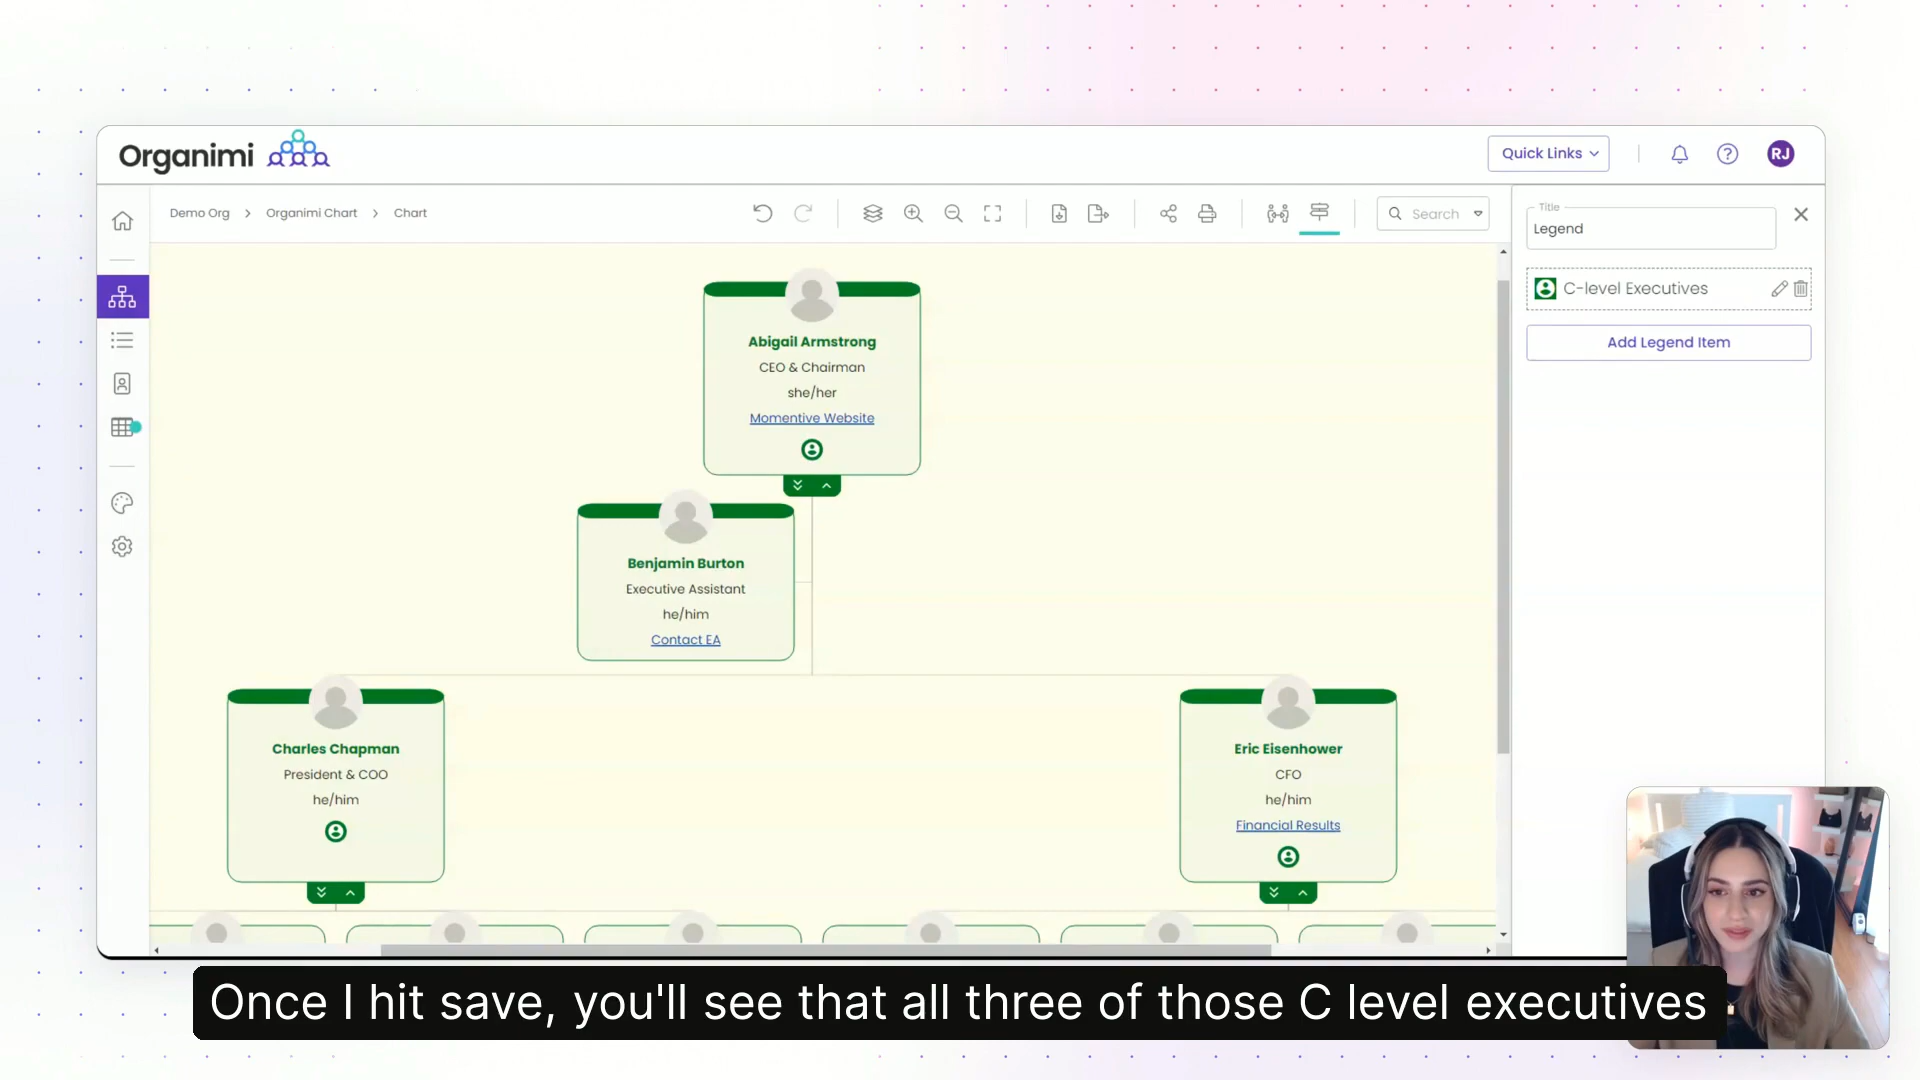 Organimi
Quick Links
RJ
Demo Org > Organimi Chart > Chart
Search
Title
Legend
C-level Executives
Add Legend Item
Abigail Armstrong
CEO & Chairman
she/her
Momentive Website
Benjamin Burton
Executive Assistant
he/him
Contact EA
Charles Chapman
President & COO
he/him
Eric Eisenhower
CFO
he/him
Financial Results
Once I hit save, you'll see that all three of those C level executives